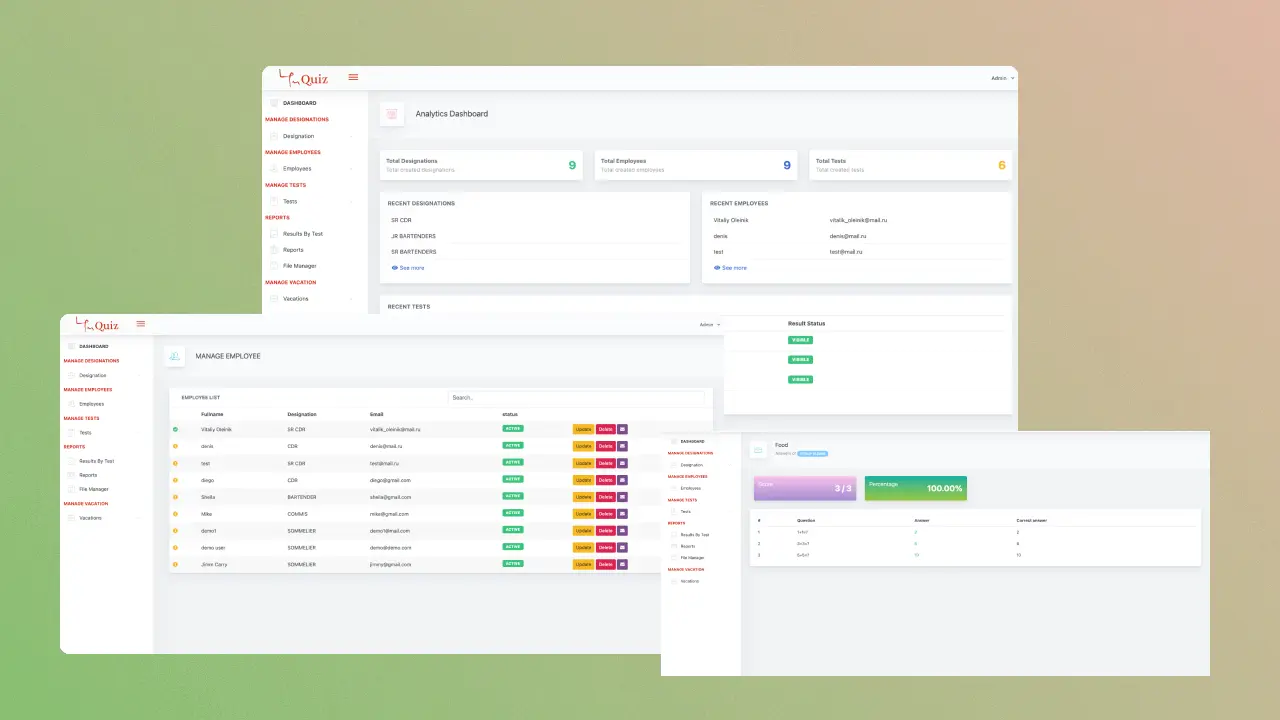 Quiz
Admin
DASHBOARD
MANAGE DESIGNATIONS
Designation
MANAGE EMPLOYEES
Employees
MANAGE TESTS
Tests
REPORTS
Results By Test
Reports
File Manager
MANAGE VACATION
Vacations
Analytics Dashboard
Total Designations
Total created designations
9
Total Employees
Total created employees
9
Total Tests
Total created tests
6
RECENT DESIGNATIONS
SR CDR
JR BARTENDERS
SR BARTENDERS
See more
RECENT EMPLOYEES
Vitaliy Oleinik vitalik_oleinik@mail.ru
denis denis@mail.ru
test test@mail.ru
See more
RECENT TESTS
Result Status
VISIBLE
VISIBLE
VISIBLE
Quiz
Admin
DASHBOARD
MANAGE DESIGNATIONS
Designation
MANAGE EMPLOYEES
Employees
MANAGE TESTS
Tests
REPORTS
Results By Test
Reports
File Manager
MANAGE VACATION
Vacations
MANAGE EMPLOYEE
EMPLOYEE LIST Search..
Fullname Designation Email status
Vitaliy Oleinik SR CDR vitalik_oleinik@mail.ru ACTIVE Update Delete
denis CDR denis@mail.ru ACTIVE Update Delete
test SR CDR test@mail.ru ACTIVE Update Delete
diego CDR diego@gmail.com ACTIVE Update Delete
Sheila BARTENDER sheila@gmail.com ACTIVE Update Delete
Mike COMMIS mike@gmail.com ACTIVE Update Delete
demo1 SOMMELIER demo1@mail.com ACTIVE Update Delete
demo user SOMMELIER demo@demo.com ACTIVE Update Delete
Jimm Carry SOMMELIER jimmy@gmail.com ACTIVE Update Delete
DASHBOARD
MANAGE DESIGNATIONS
Designation
MANAGE EMPLOYEES
Employees
MANAGE TESTS
Tests
REPORTS
Results By Test
Reports
File Manager
MANAGE VACATION
Vacations
Food
Score
3 / 3
Percentage
100.00%
# Question Answer Correct answer
1 1+1=? 2 2
2 6
3 10